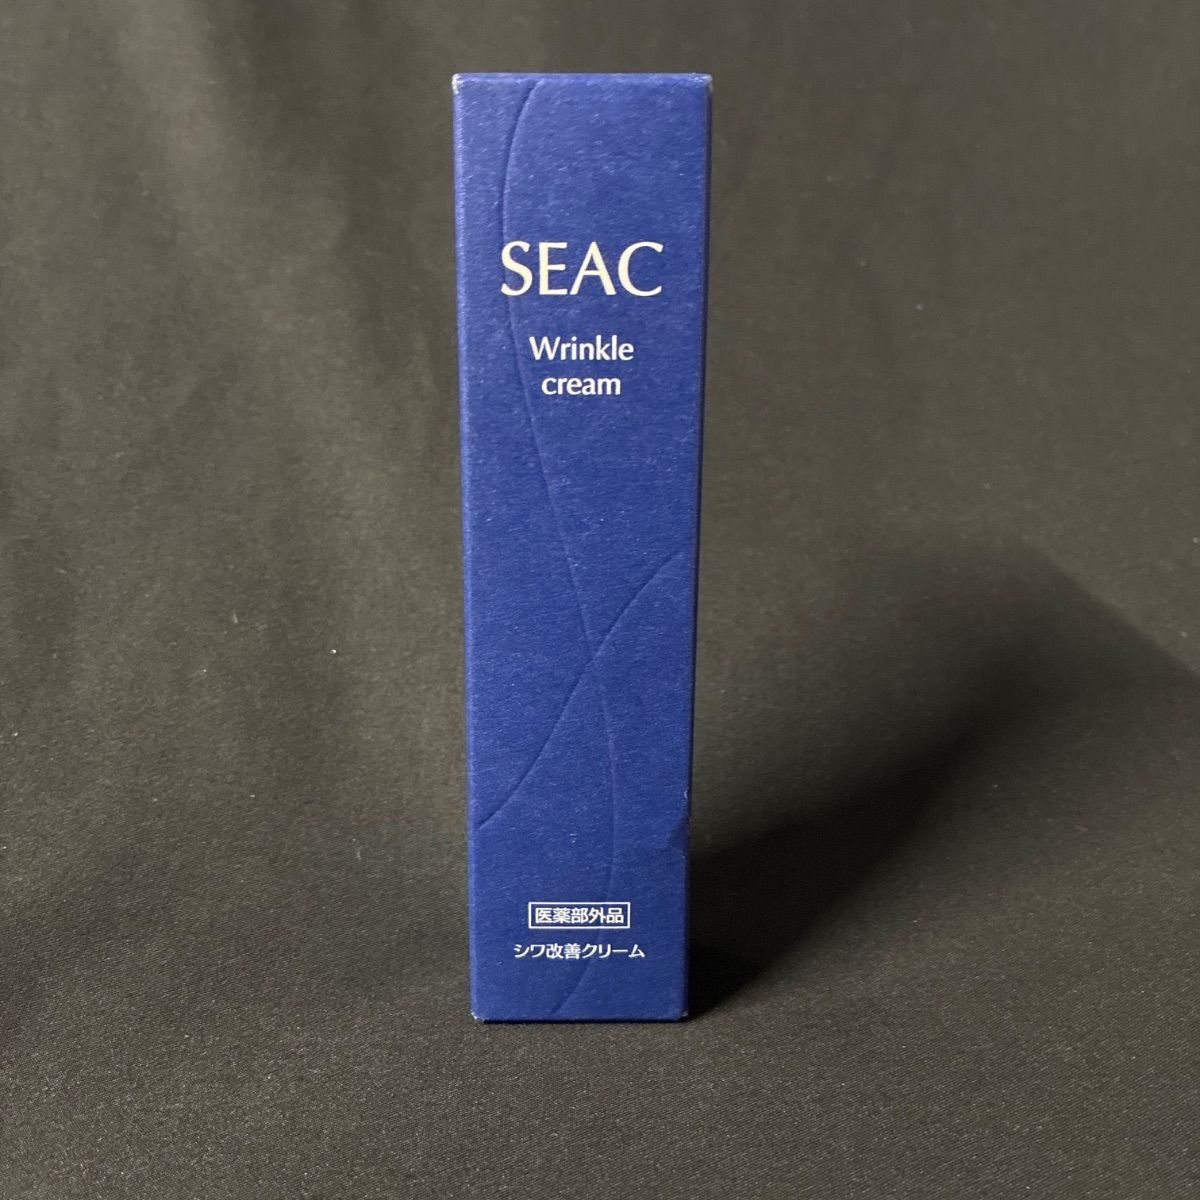 SEAC
Wrinkle
cream
医薬部外品
シワ改善クリーム